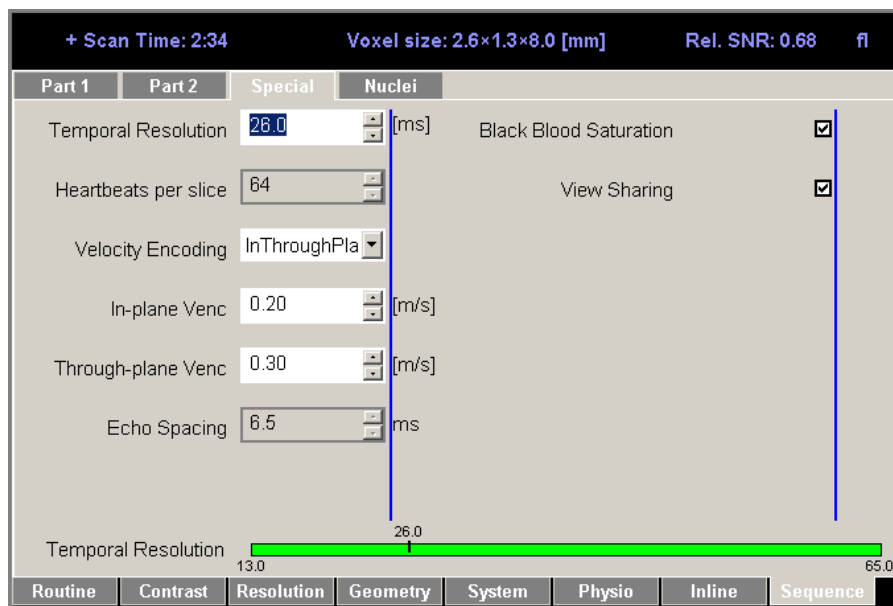 + Scan Time: 2:34 Voxel size: 2.6×1.3×8.0 [mm] Rel. SNR: 0.68 fl
Part 1 Part 2 Special Nuclei
Temporal Resolution 26.0 [ms] Black Blood Saturation
Heartbeats per slice 64 View Sharing
Velocity Encoding InThroughPla
In-plane Venc 0.20 [m/s]
Through-plane Venc 0.30 [m/s]
Echo Spacing 6.5 ms
26.0
Temporal Resolution
13.0 65.0
Routine Contrast Resolution Geometry System Physio Inline Sequence